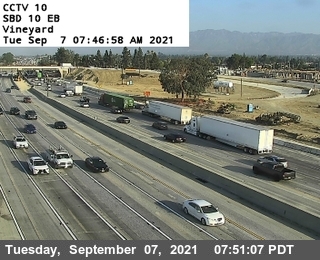 CCTV 10
SBD 10 EB
Vineyard
Tue Sep  7 07:46:58 AM 2021
Tuesday, September 07, 2021 07:51:07 PDT